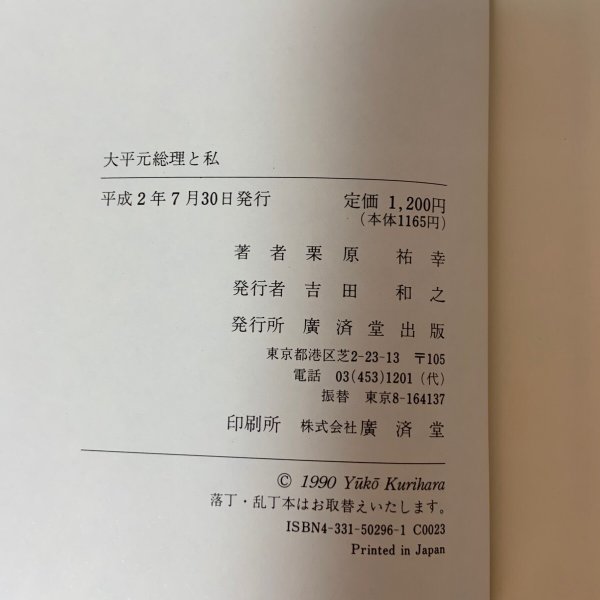 大平元総理と私
平成2年7月30日発行 定価 1,200円
（本体1165円）
著者 栗原 祐幸
発行者 吉田 和之
発行所 廣済堂出版
東京都港区芝2-23-13 〒105
電話 03(453)1201（代）
振替 東京8-164137
印刷所 株式会社廣済堂
© 1990 Yūkō Kurihara
落丁・乱丁本はお取替えいたします。
ISBN4-331-50296-1 C0023
Printed in Japan